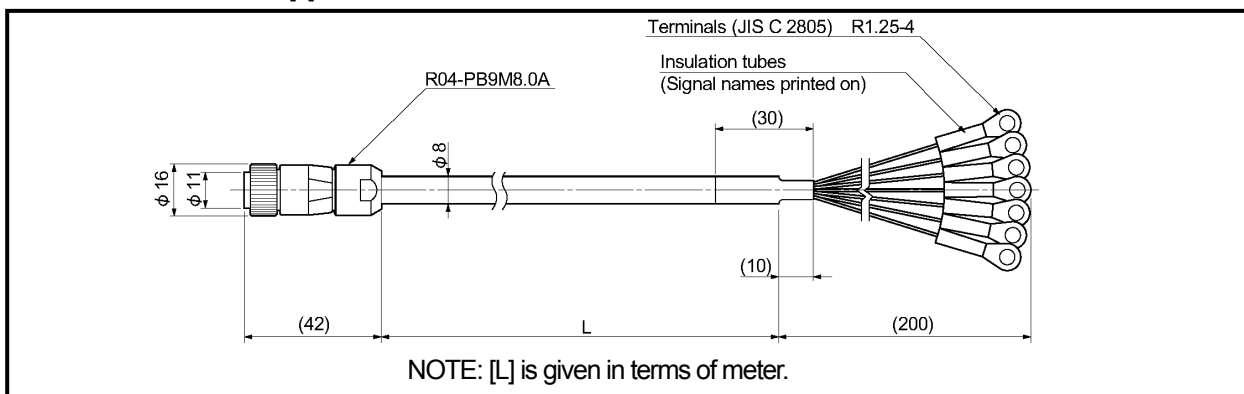 Terminals (JIS C 2805) R1.25-4
Insulation tubes
(Signal names printed on)
R04-PB9M8.0A
(30)
φ 8
φ 16
φ 11
(10)
(42)
L
(200)
NOTE: [L] is given in terms of meter.